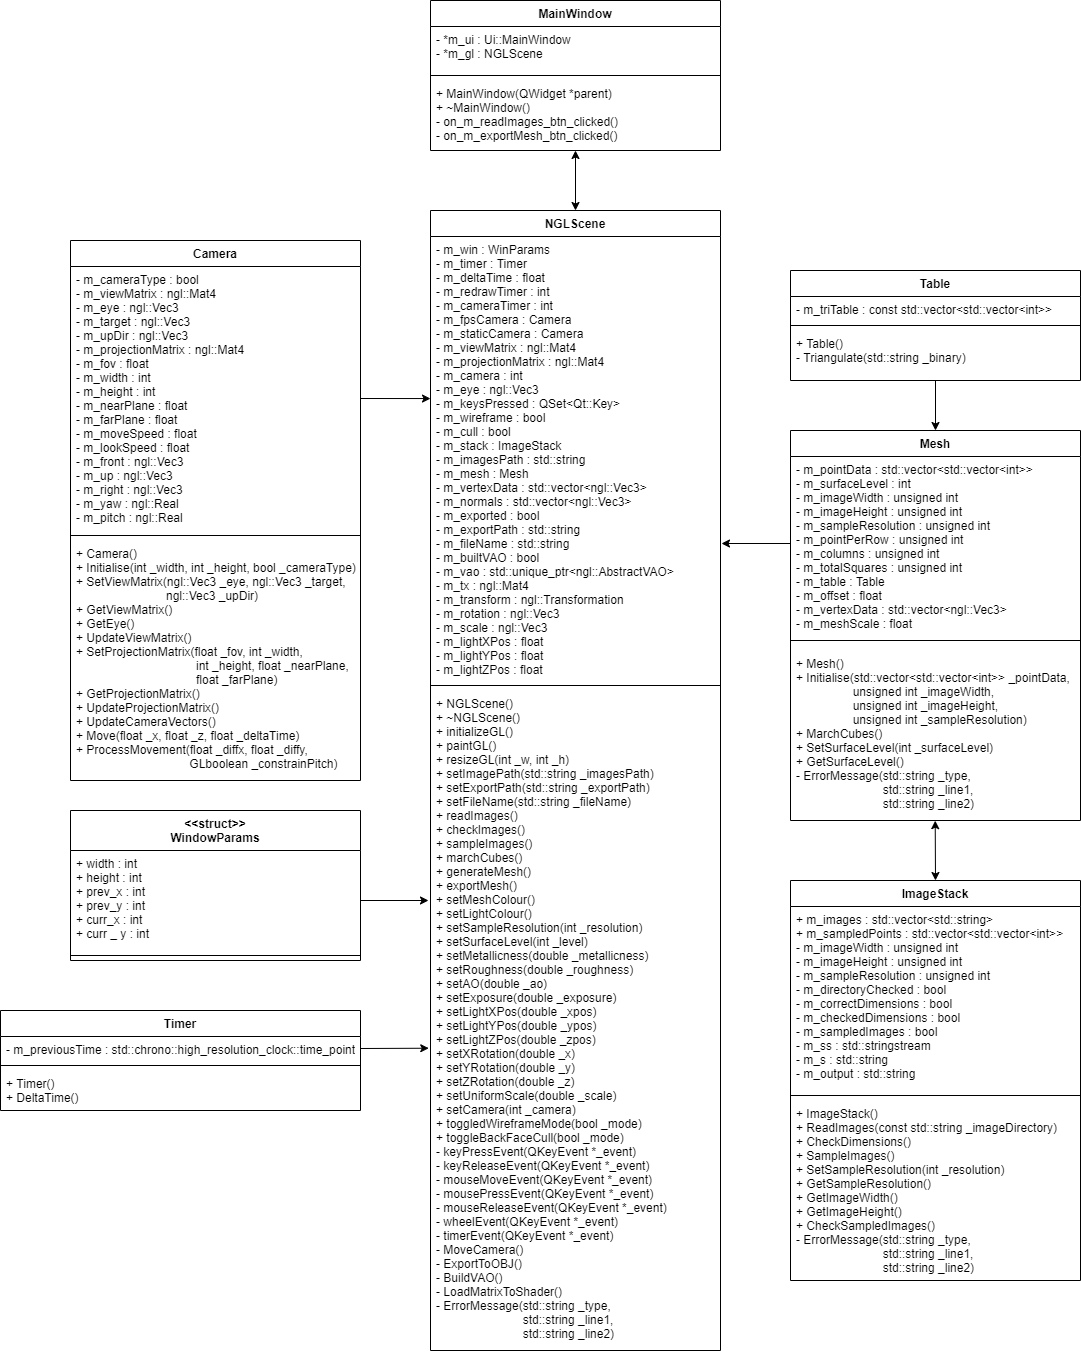 MainWindow
- *m_ui : Ui::MainWindow
- *m_gl : NGLScene
+ MainWindow(QWidget *parent)
+ ~MainWindow()
- on_m_readImages_btn_clicked()
- on_m_exportMesh_btn_clicked()
Camera
- m_cameraType : bool
- m_viewMatrix : ngl::Mat4
- m_eye : ngl::Vec3
- m_target : ngl::Vec3
- m_upDir : ngl::Vec3
- m_projectionMatrix : ngl::Mat4
- m_fov : float
- m_width : int
- m_height : int
- m_nearPlane : float
- m_farPlane : float
- m_moveSpeed : float
- m_lookSpeed : float
- m_front : ngl::Vec3
- m_up : ngl::Vec3
- m_right : ngl::Vec3
- m_yaw : ngl::Real
- m_pitch : ngl::Real
+ Camera()
+ Initialise(int _width, int _height, bool _cameraType)
+ SetViewMatrix(ngl::Vec3 _eye, ngl::Vec3 _target,
ngl::Vec3 _upDir)
+ GetViewMatrix()
+ GetEye()
+ UpdateViewMatrix()
+ SetProjectionMatrix(float _fov, int _width,
int _height, float _nearPlane,
float _farPlane)
+ GetProjectionMatrix()
+ UpdateProjectionMatrix()
+ UpdateCameraVectors()
+ Move(float _x, float _z, float _deltaTime)
+ ProcessMovement(float _diffx, float _diffy,
GLboolean _constrainPitch)
<<struct>>
WindowParams
+ width : int
+ height : int
+ prev_x : int
+ prev_y : int
+ curr_x : int
+ curr _ y : int
Timer
- m_previousTime : std::chrono::high_resolution_clock::time_point
+ Timer()
+ DeltaTime()
NGLScene
- m_win : WinParams
- m_timer : Timer
- m_deltaTime : float
- m_redrawTimer : int
- m_cameraTimer : int
- m_fpsCamera : Camera
- m_staticCamera : Camera
- m_viewMatrix : ngl::Mat4
- m_projectionMatrix : ngl::Mat4
- m_camera : int
- m_eye : ngl::Vec3
- m_keysPressed : QSet<Qt::Key>
- m_wireframe : bool
- m_cull : bool
- m_stack : ImageStack
- m_imagesPath : std::string
- m_mesh : Mesh
- m_vertexData : std::vector<ngl::Vec3>
- m_normals : std::vector<ngl::Vec3>
- m_exported : bool
- m_exportPath : std::string
- m_fileName : std::string
- m_builtVAO : bool
- m_vao : std::unique_ptr<ngl::AbstractVAO>
- m_tx : ngl::Mat4
- m_transform : ngl::Transformation
- m_rotation : ngl::Vec3
- m_scale : ngl::Vec3
- m_lightXPos : float
- m_lightYPos : float
- m_lightZPos : float
+ NGLScene()
+ ~NGLScene()
+ initializeGL()
+ paintGL()
+ resizeGL(int _w, int _h)
+ setImagePath(std::string _imagesPath)
+ setExportPath(std::string _exportPath)
+ setFileName(std::string _fileName)
+ readImages()
+ checkImages()
+ sampleImages()
+ marchCubes()
+ generateMesh()
+ exportMesh()
+ setMeshColour()
+ setLightColour()
+ setSampleResolution(int _resolution)
+ setSurfaceLevel(int _level)
+ setMetallicness(double _metallicness)
+ setRoughness(double _roughness)
+ setAO(double _ao)
+ setExposure(double _exposure)
+ setLightXPos(double _xpos)
+ setLightYPos(double _ypos)
+ setLightZPos(double _zpos)
+ setXRotation(double _x)
+ setYRotation(double _y)
+ setZRotation(double _z)
+ setUniformScale(double _scale)
+ setCamera(int _camera)
+ toggledWireframeMode(bool _mode)
+ toggleBackFaceCull(bool _mode)
- keyPressEvent(QKeyEvent *_event)
- keyReleaseEvent(QKeyEvent *_event)
- mouseMoveEvent(QKeyEvent *_event)
- mousePressEvent(QKeyEvent *_event)
- mouseReleaseEvent(QKeyEvent *_event)
- wheelEvent(QKeyEvent *_event)
- timerEvent(QKeyEvent *_event)
- MoveCamera()
- ExportToOBJ()
- BuildVAO()
- LoadMatrixToShader()
- ErrorMessage(std::string _type,
std::string _line1,
std::string _line2)
Table
- m_triTable : const std::vector<std::vector<int>>
+ Table()
- Triangulate(std::string _binary)
Mesh
- m_pointData : std::vector<std::vector<int>>
- m_surfaceLevel : int
- m_imageWidth : unsigned int
- m_imageHeight : unsigned int
- m_sampleResolution : unsigned int
- m_pointPerRow : unsigned int
- m_columns : unsigned int
- m_totalSquares : unsigned int
- m_table : Table
- m_offset : float
- m_vertexData : std::vector<ngl::Vec3>
- m_meshScale : float
+ Mesh()
+ Initialise(std::vector<std::vector<int>> _pointData,
unsigned int _imageWidth,
unsigned int _imageHeight,
unsigned int _sampleResolution)
+ MarchCubes()
+ SetSurfaceLevel(int _surfaceLevel)
+ GetSurfaceLevel()
- ErrorMessage(std::string _type,
std::string _line1,
std::string _line2)
ImageStack
+ m_images : std::vector<std::string>
+ m_sampledPoints : std::vector<std::vector<int>>
- m_imageWidth : unsigned int
- m_imageHeight : unsigned int
- m_sampleResolution : unsigned int
- m_directoryChecked : bool
- m_correctDimensions : bool
- m_checkedDimensions : bool
- m_sampledImages : bool
- m_ss : std::stringstream
- m_s : std::string
- m_output : std::string
+ ImageStack()
+ ReadImages(const std::string _imageDirectory)
+ CheckDimensions()
+ SampleImages()
+ SetSampleResolution(int _resolution)
+ GetSampleResolution()
+ GetImageWidth()
+ GetImageHeight()
+ CheckSampledImages()
- ErrorMessage(std::string _type,
std::string _line1,
std::string _line2)